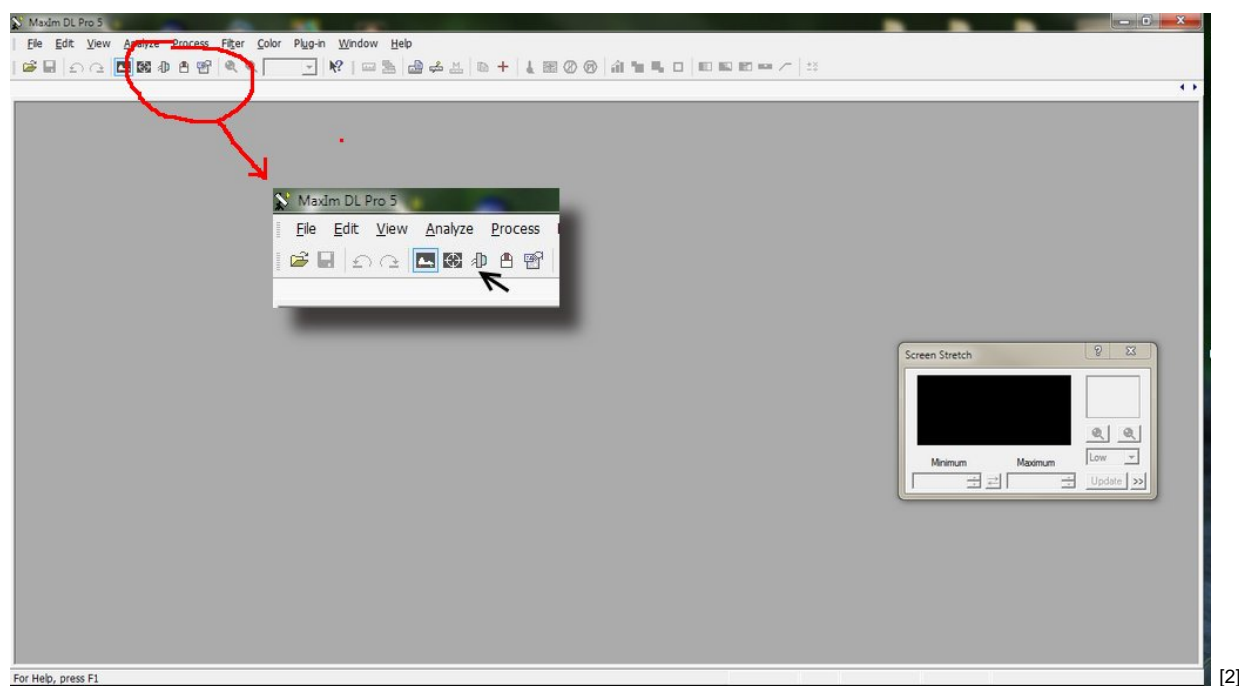 MaxIm DL Pro 5
File Edit View Analyze Process Filter Color Plug-in Window Help
MaxIm DL Pro 5
File Edit View Analyze Process
Screen Stretch
Minimum Maximum Low
Update >>
For Help, press F1
[2]